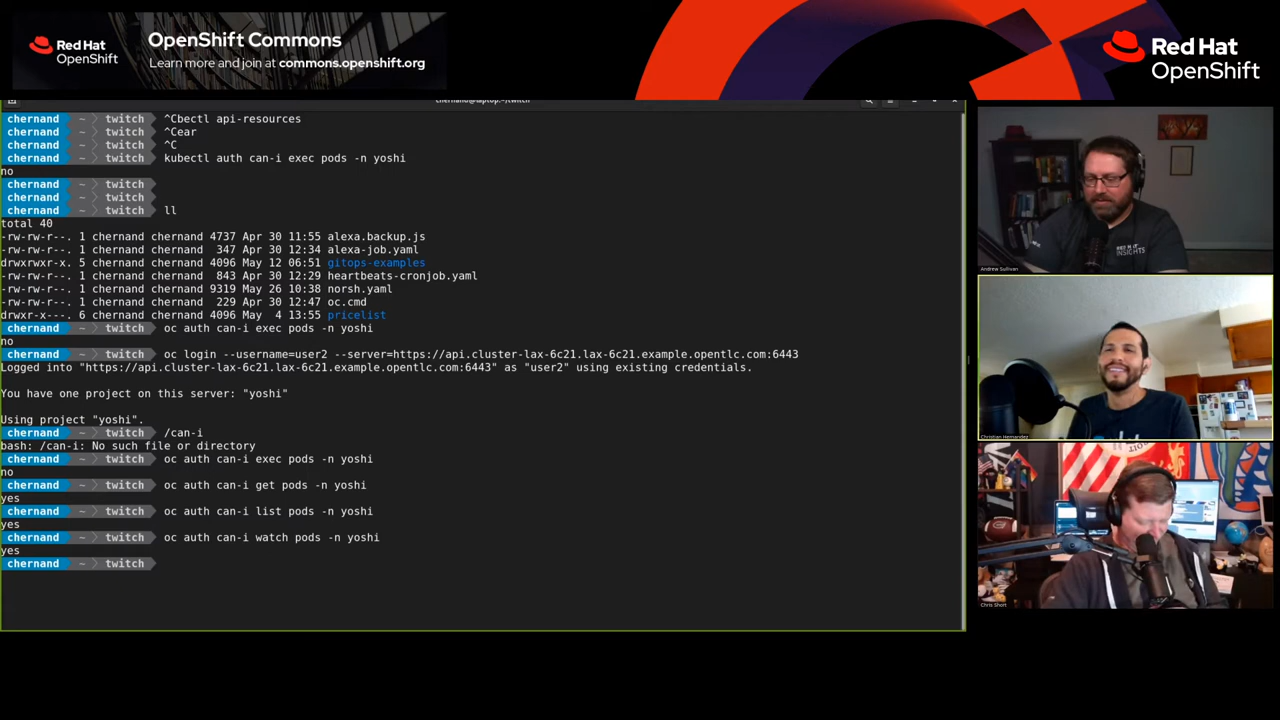 Red Hat
OpenShift
OpenShift Commons
Learn more and join at commons.openshift.org
Red Hat
OpenShift
chernand@laptop:~/twitch
chernand ~ twitch ^Cbectl api-resources
chernand ~ twitch ^Cear
chernand ~ twitch ^C
chernand ~ twitch kubectl auth can-i exec pods -n yoshi
no
chernand ~ twitch
chernand ~ twitch
chernand ~ twitch ll
total 40
-rw-rw-r--. 1 chernand chernand 4737 Apr 30 11:55 alexa.backup.js
-rw-rw-r--. 1 chernand chernand  347 Apr 30 12:34 alexa-job.yaml
drwxrwxr-x. 5 chernand chernand 4096 May 12 06:51 gitops-examples
-rw-rw-r--. 1 chernand chernand  843 Apr 30 12:29 heartbeats-cronjob.yaml
-rw-rw-r--. 1 chernand chernand 9319 May 26 10:38 norsh.yaml
-rw-rw-r--. 1 chernand chernand  229 Apr 30 12:47 oc.cmd
drwxr-x---. 6 chernand chernand 4096 May  4 13:55 pricelist
chernand ~ twitch oc auth can-i exec pods -n yoshi
no
chernand ~ twitch oc login --username=user2 --server=https://api.cluster-lax-6c21.lax-6c21.example.opentlc.com:6443
Logged into "https://api.cluster-lax-6c21.lax-6c21.example.opentlc.com:6443" as "user2" using existing credentials.
You have one project on this server: "yoshi"
Using project "yoshi".
chernand ~ twitch /can-i
bash: /can-i: No such file or directory
chernand ~ twitch oc auth can-i exec pods -n yoshi
no
chernand ~ twitch oc auth can-i get pods -n yoshi
yes
chernand ~ twitch oc auth can-i list pods -n yoshi
yes
chernand ~ twitch oc auth can-i watch pods -n yoshi
yes
chernand ~ twitch
RED HAT
INSIGHTS
Andrew Sullivan
Christian Hernandez
Chris Short